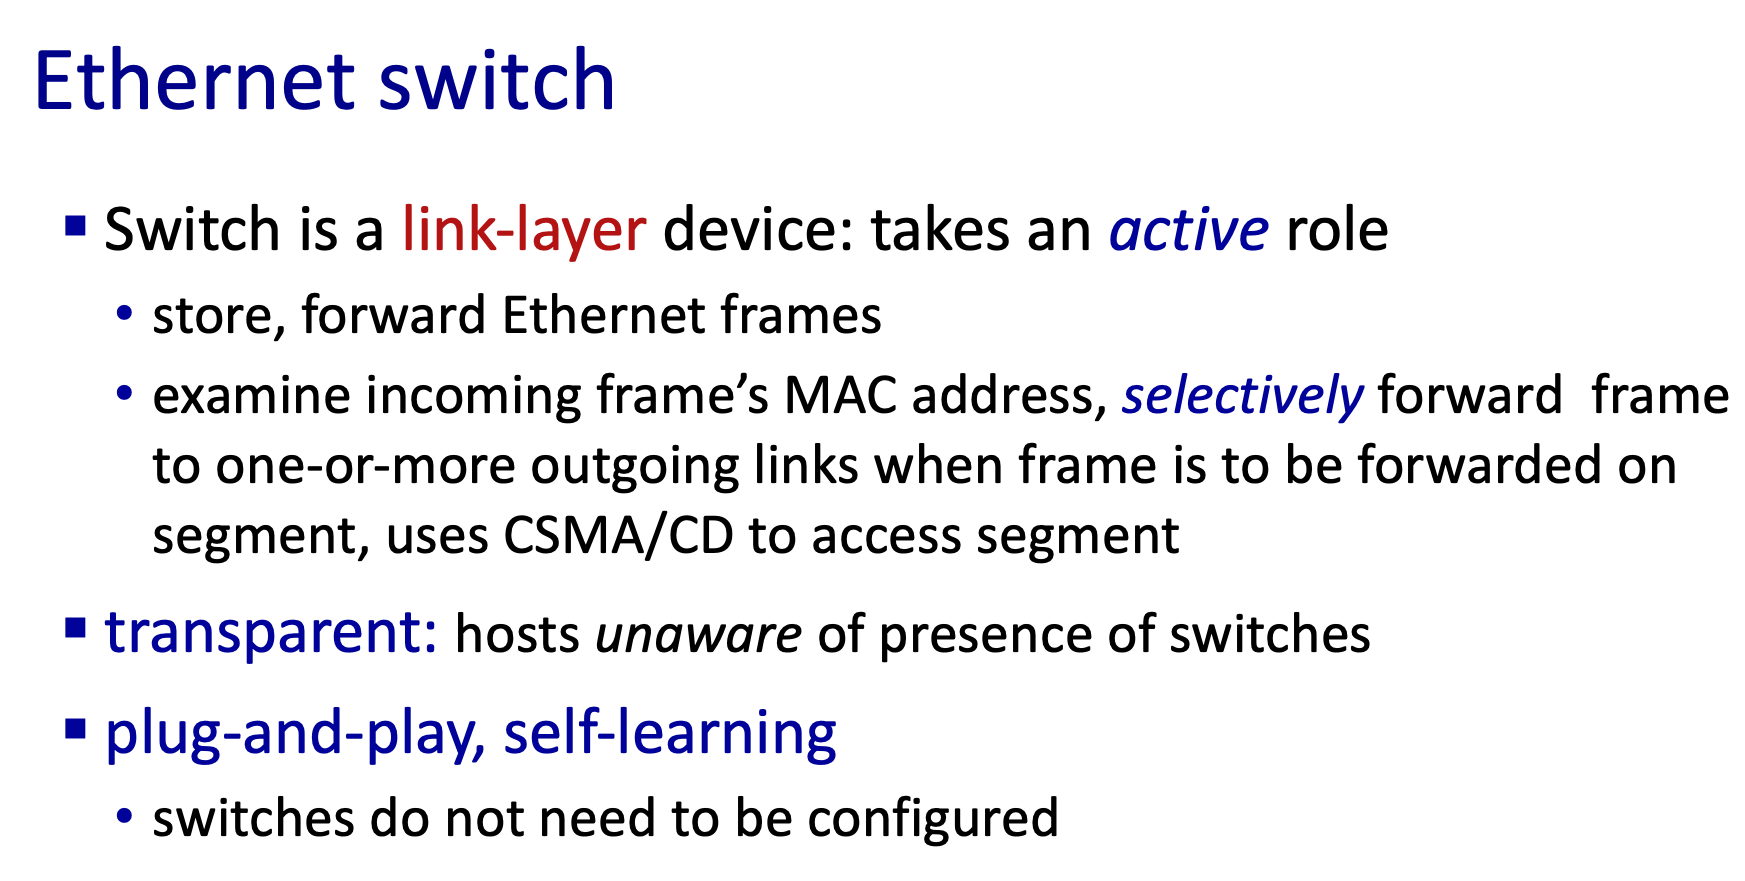 Ethernet switch
▪ Switch is a link-layer device: takes an active role
• store, forward Ethernet frames
• examine incoming frame’s MAC address, selectively forward  frame
to one-or-more outgoing links when frame is to be forwarded on
segment, uses CSMA/CD to access segment
▪ transparent: hosts unaware of presence of switches
▪ plug-and-play, self-learning
• switches do not need to be configured